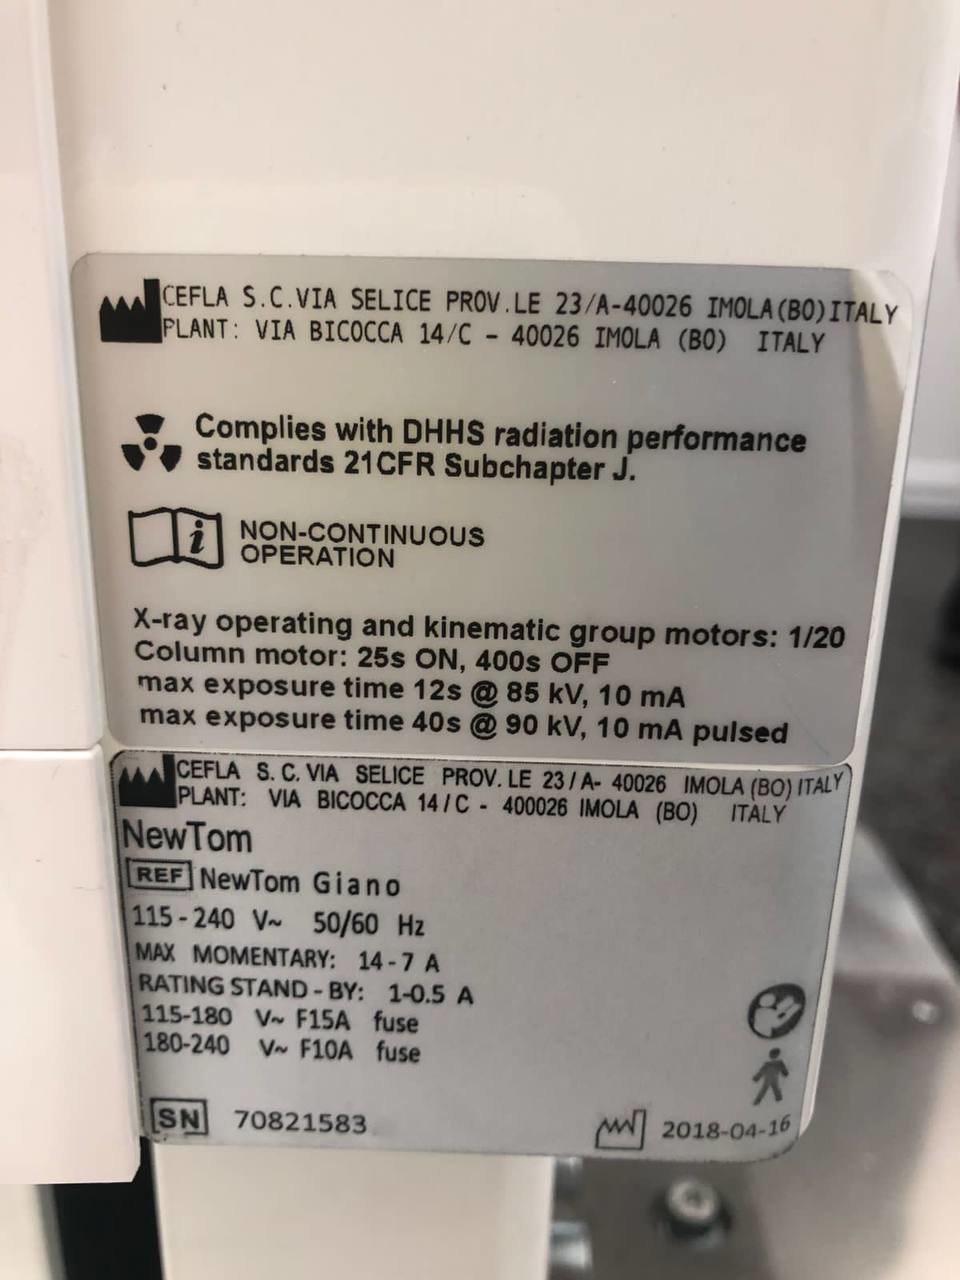 CEFLA S.C.VIA SELICE PROV.LE 23/A-40026 IMOLA(BO)ITALY
PLANT: VIA BICOCCA 14/C - 40026 IMOLA (BO) ITALY
Complies with DHHS radiation performance
standards 21CFR Subchapter J.
i NON-CONTINUOUS
OPERATION
X-ray operating and kinematic group motors: 1/20
Column motor: 25s ON, 400s OFF
max exposure time 12s @ 85 kV, 10 mA
max exposure time 40s @ 90 kV, 10 mA pulsed
CEFLA S.C. VIA SELICE PROV. LE 23/A- 40026 IMOLA (BO) ITALY
PLANT: VIA BICOCCA 14/C - 400026 IMOLA (BO) ITALY
NewTom
REF NewTom Giano
115-240 V~ 50/60 Hz
MAX MOMENTARY: 14-7 A
RATING STAND-BY: 1-0.5 A
115-180 V~ F15A fuse
180-240 V~ F10A fuse
SN 70821583 2018-04-16